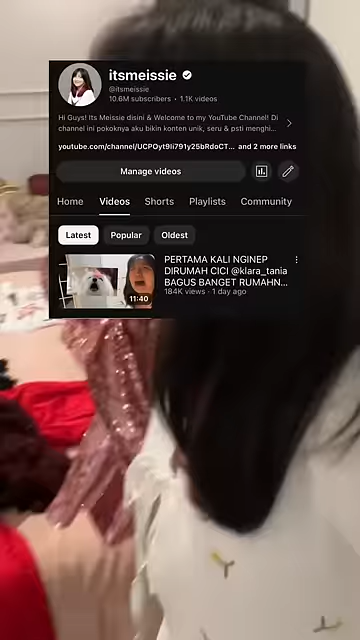 itsmeissie
@itsmeissie
10.6M subscribers • 1.1K videos
Hi Guys! Its Meissie disini & Welcome to my YouTube Channel! Di
channel ini pokoknya aku bikin konten unik, seru & psti menghi...
youtube.com/channel/UCPOyt9li791y25bRdoCT... and 2 more links
Manage videos
Home Videos Shorts Playlists Community
Latest Popular Oldest
PERTAMA KALI NGINEP
DIRUMAH CICI @klara_tania
BAGUS BANGET RUMAHN...
184K views · 1 day ago
11:40